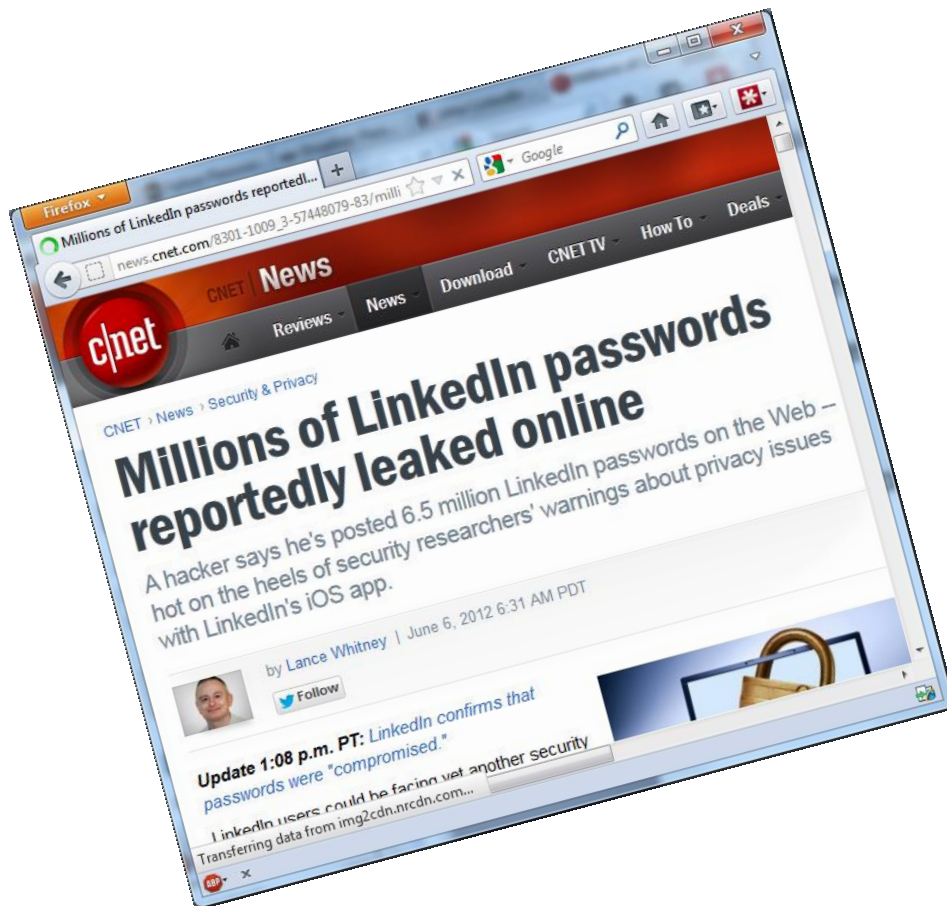 Firefox
Millions of LinkedIn passwords reportedl...
+
news.cnet.com/8301-1009_3-57448079-83/milli
Google
c|net
CNET | News
Reviews
News
Download
CNET TV
How To
Deals
CNET › News › Security & Privacy
Millions of LinkedIn passwords
reportedly leaked online
A hacker says he's posted 6.5 million LinkedIn passwords on the Web --
hot on the heels of security researchers' warnings about privacy issues
with LinkedIn's iOS app.
by Lance Whitney | June 6, 2012 6:31 AM PDT
Follow
Update 1:08 p.m. PT: LinkedIn confirms that
passwords were "compromised."
LinkedIn users could be facing yet another security
Transferring data from img2cdn.nrcdn.com...
ABP